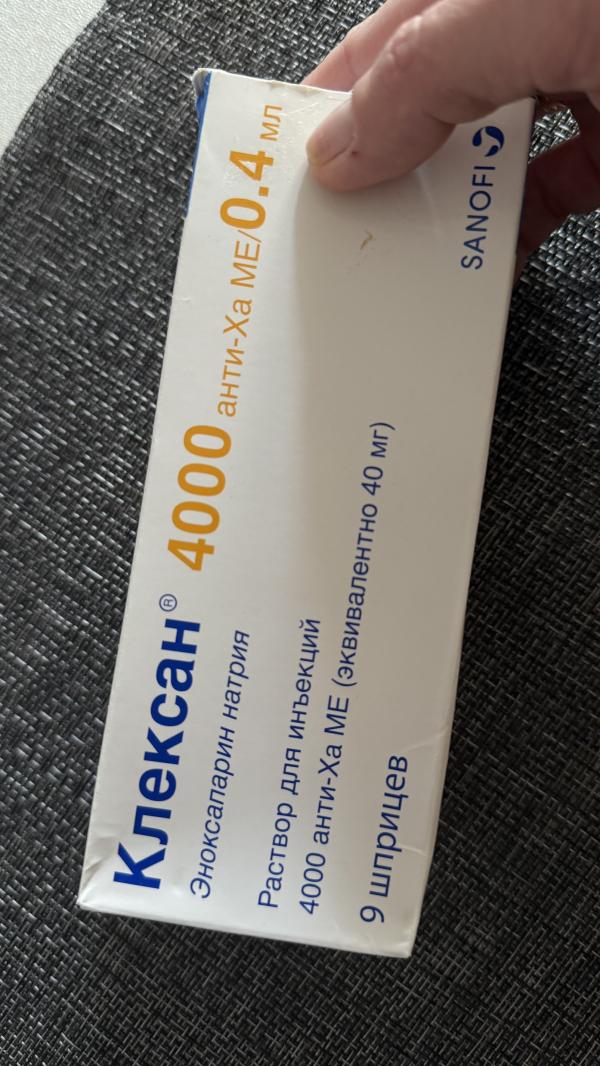 Клексан® 4000 анти-Ха МЕ/0.4 мл
Эноксапарин натрия
Раствор для инъекций
4000 анти-Ха МЕ (эквивалентно 40 мг)
9 шприцев
SANOFI